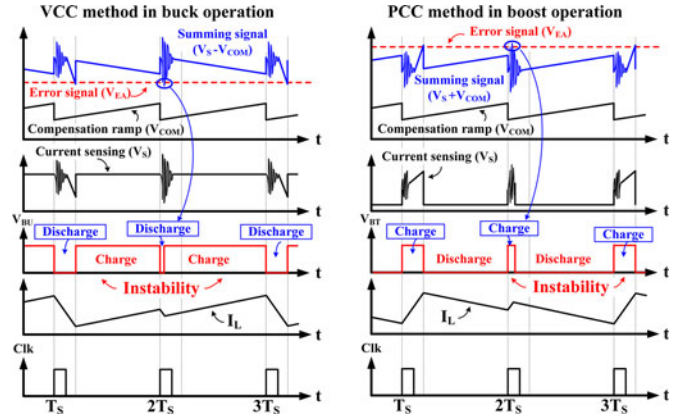 VCC method in buck operation
Summing signal
(VS-VCOM)
Error signal (VEA)
Compensation ramp (VCOM)
t
Current sensing (VS)
t
VBU
Discharge
Discharge
Discharge
Charge
Charge
Instability
t
IL
t
Clk
TS
2TS
3TS
t
PCC method in boost operation
Error signal (VEA)
Summing signal
(VS+VCOM)
Compensation ramp (VCOM)
t
Current sensing (VS)
t
VBT
Charge
Charge
Charge
Discharge
Discharge
Instability
t
IL
t
Clk
TS
2TS
3TS
t